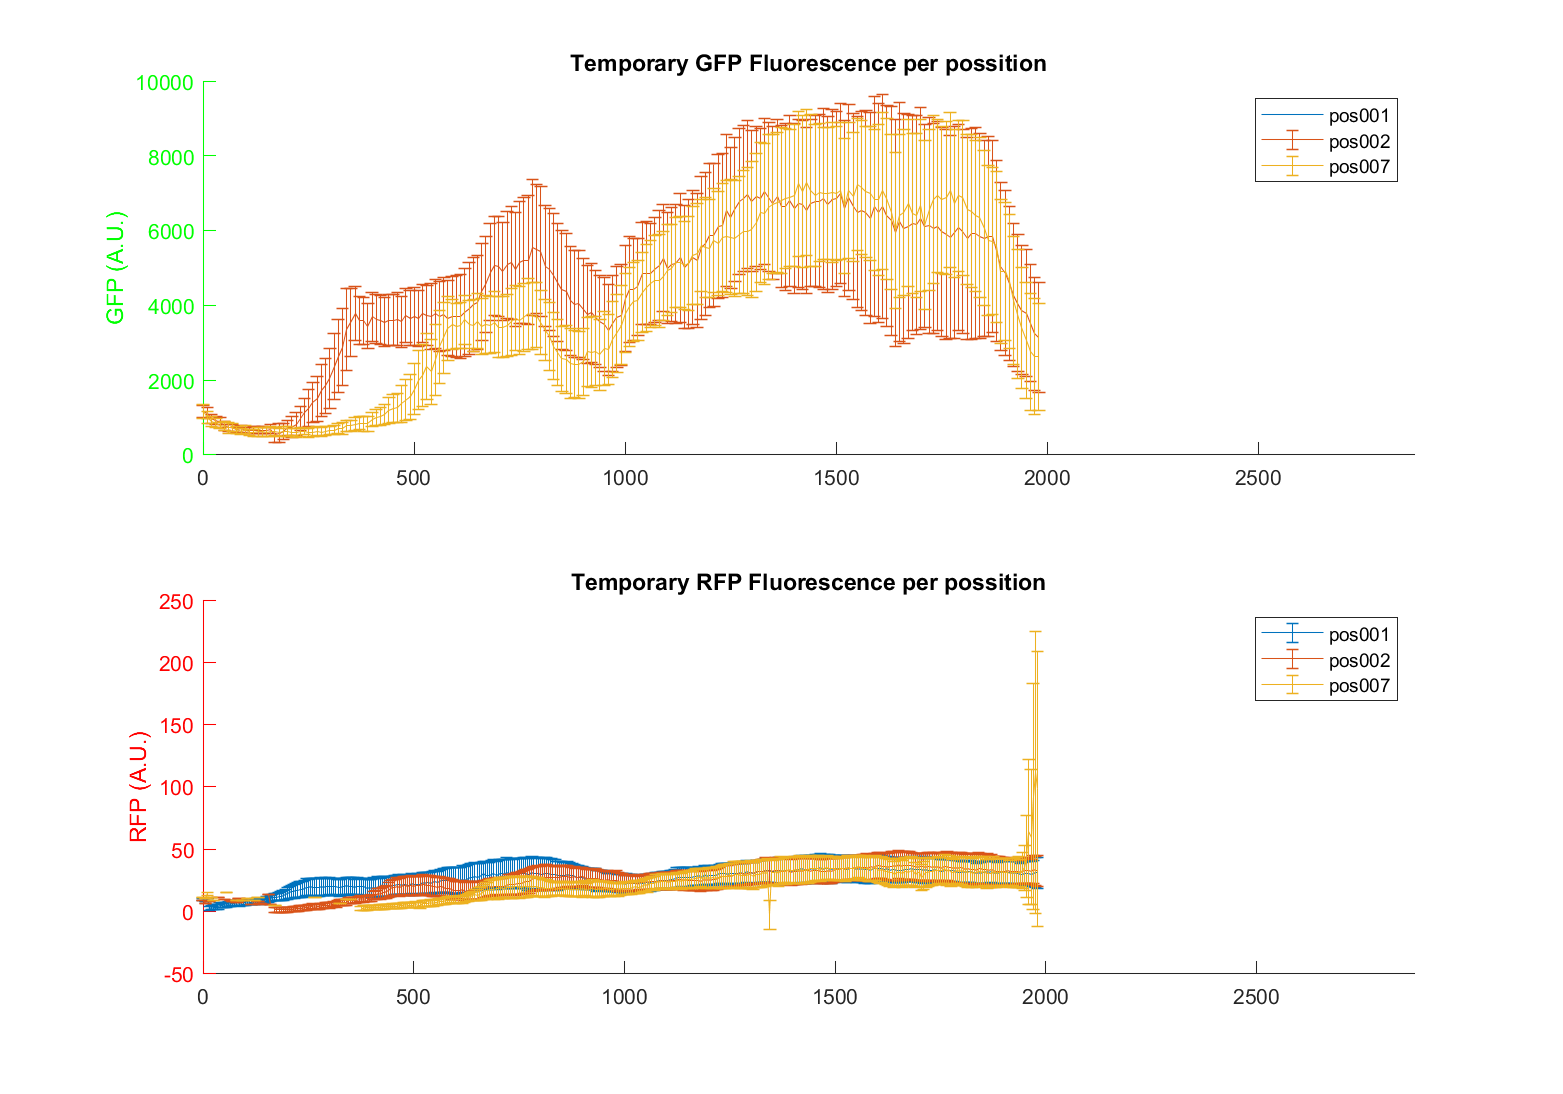 Temporary GFP Fluorescence per possition
10000
8000
6000
4000
2000
0
GFP (A.U.)
0 500 1000 1500 2000 2500
pos001
pos002
pos007
Temporary RFP Fluorescence per possition
250
200
150
100
50
0
-50
RFP (A.U.)
0 500 1000 1500 2000 2500
pos001
pos002
pos007